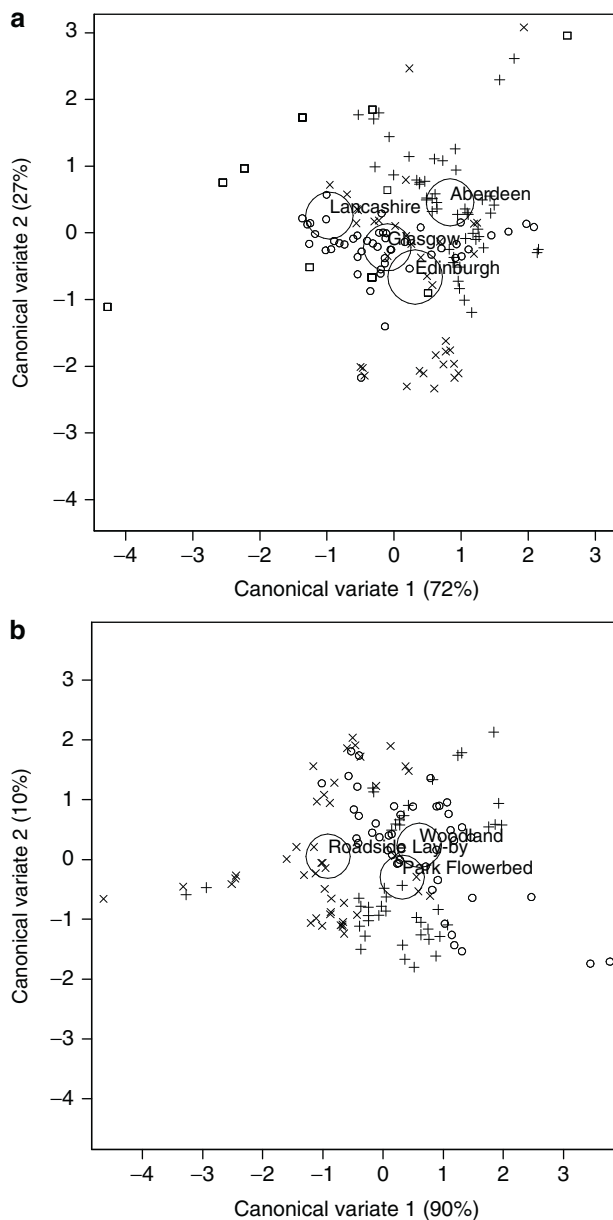 a
3
2
1
0
−1
−2
−3
−4
Canonical variate 2 (27%)
Aberdeen
Lancashire
Glasgow
Edinburgh
−4 −3 −2 −1 0 1 2 3
Canonical variate 1 (72%)
b
3
2
1
0
−1
−2
−3
−4
Canonical variate 2 (10%)
Woodland
Roadside Lay-by
Park Flowerbed
−4 −3 −2 −1 0 1 2 3
Canonical variate 1 (90%)